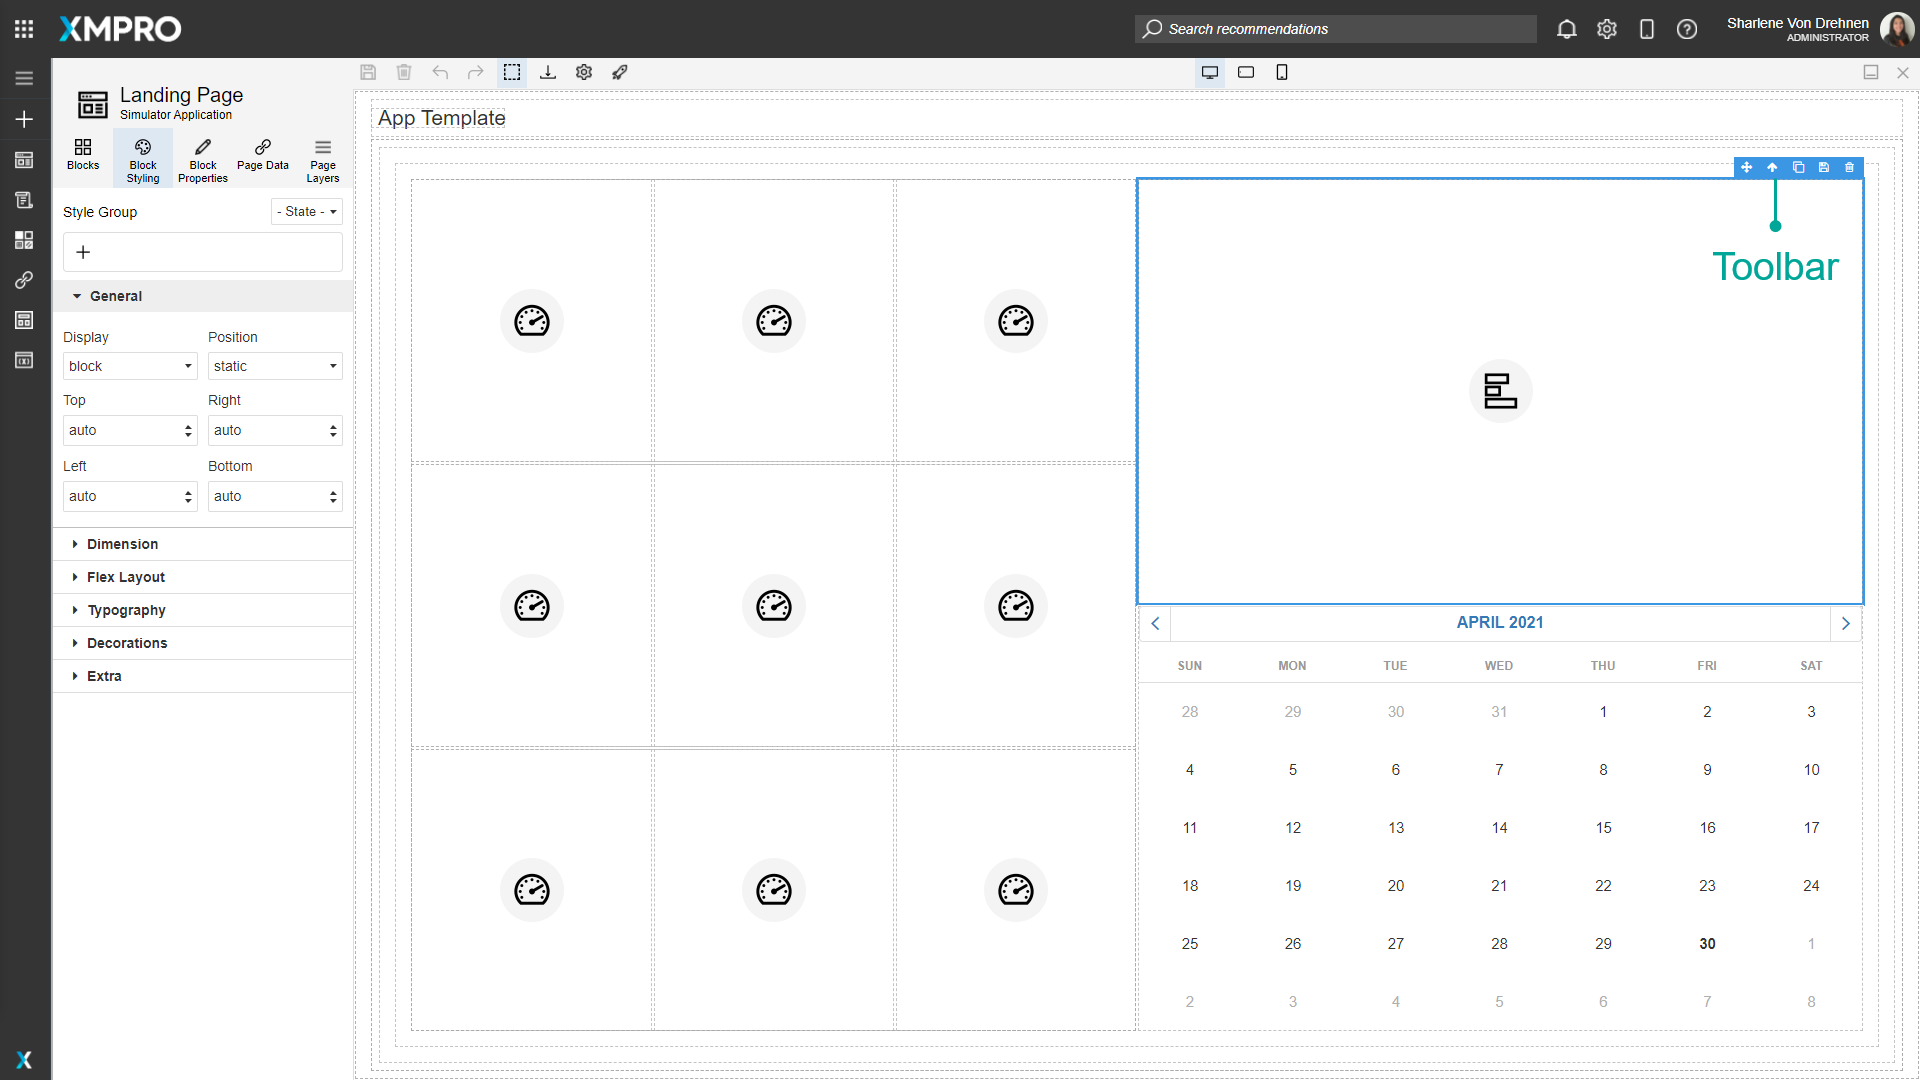 XMPRO
Search recommendations
Sharlene Von Drehnen
ADMINISTRATOR
Landing Page
Simulator Application
Blocks
Block Styling
Block Properties
Page Data
Page Layers
Style Group
- State -
General
Display
Position
block
static
Top
Right
auto
auto
Left
Bottom
auto
auto
Dimension
Flex Layout
Typography
Decorations
Extra
App Template
Toolbar
APRIL 2021
SUN MON TUE WED THU FRI SAT
28 29 30 31 1 2 3
4 5 6 7 8 9 10
11 12 13 14 15 16 17
18 19 20 21 22 23 24
25 26 27 28 29 30 1
2 3 4 5 6 7 8